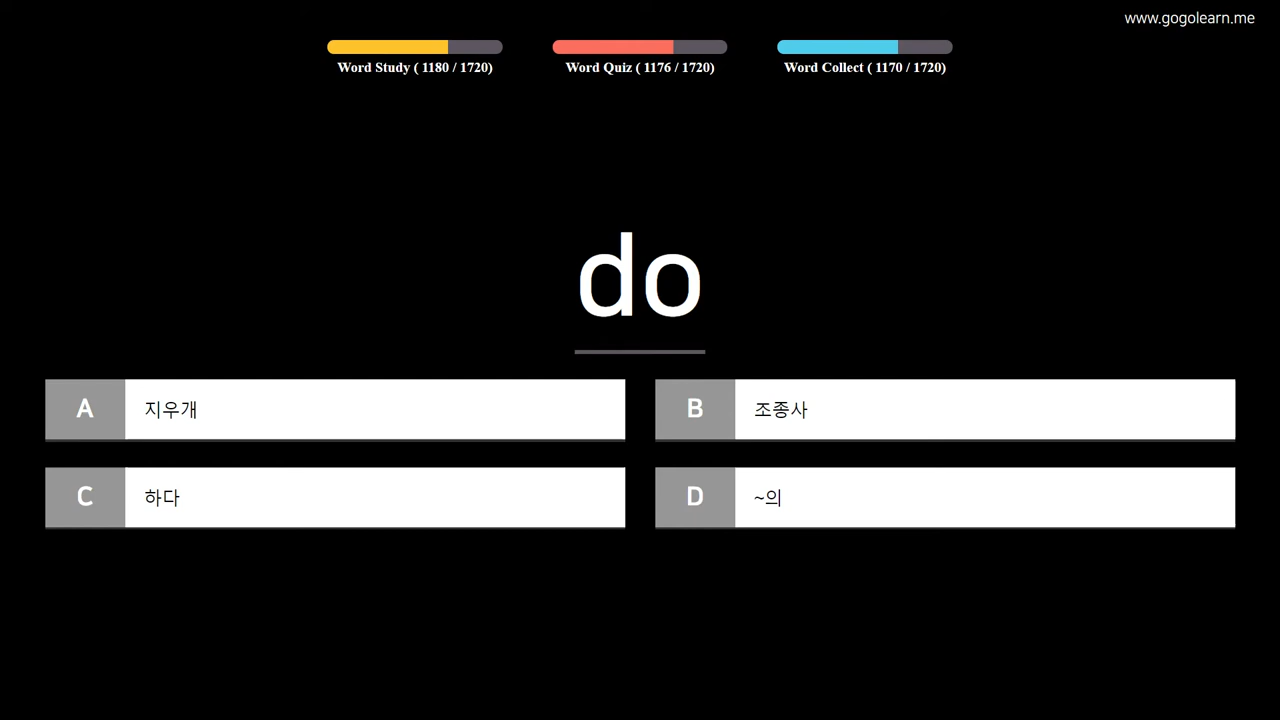 www.gogolearn.me
Word Study ( 1180 / 1720)
Word Quiz ( 1176 / 1720)
Word Collect ( 1170 / 1720)
do
A 지우개
B 조종사
C 하다
D ~의